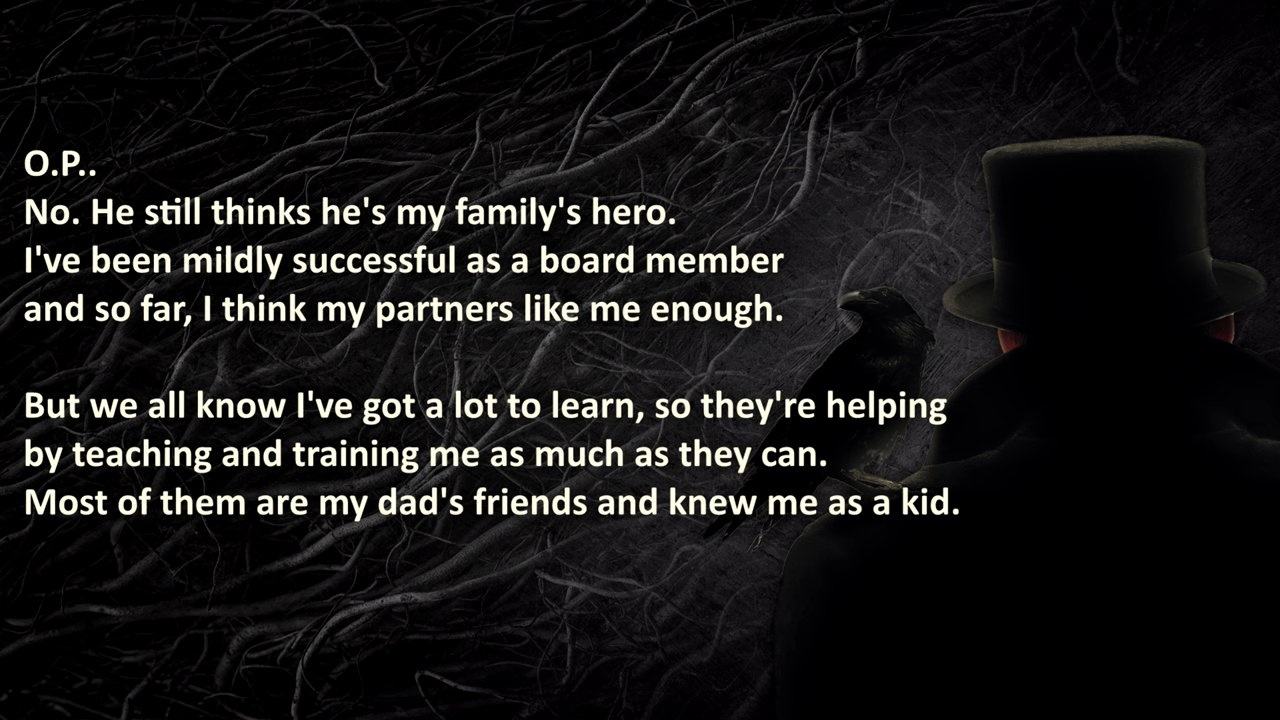 O.P..
No. He still thinks he's my family's hero.
I've been mildly successful as a board member
and so far, I think my partners like me enough.
But we all know I've got a lot to learn, so they're helping
by teaching and training me as much as they can.
Most of them are my dad's friends and knew me as a kid.